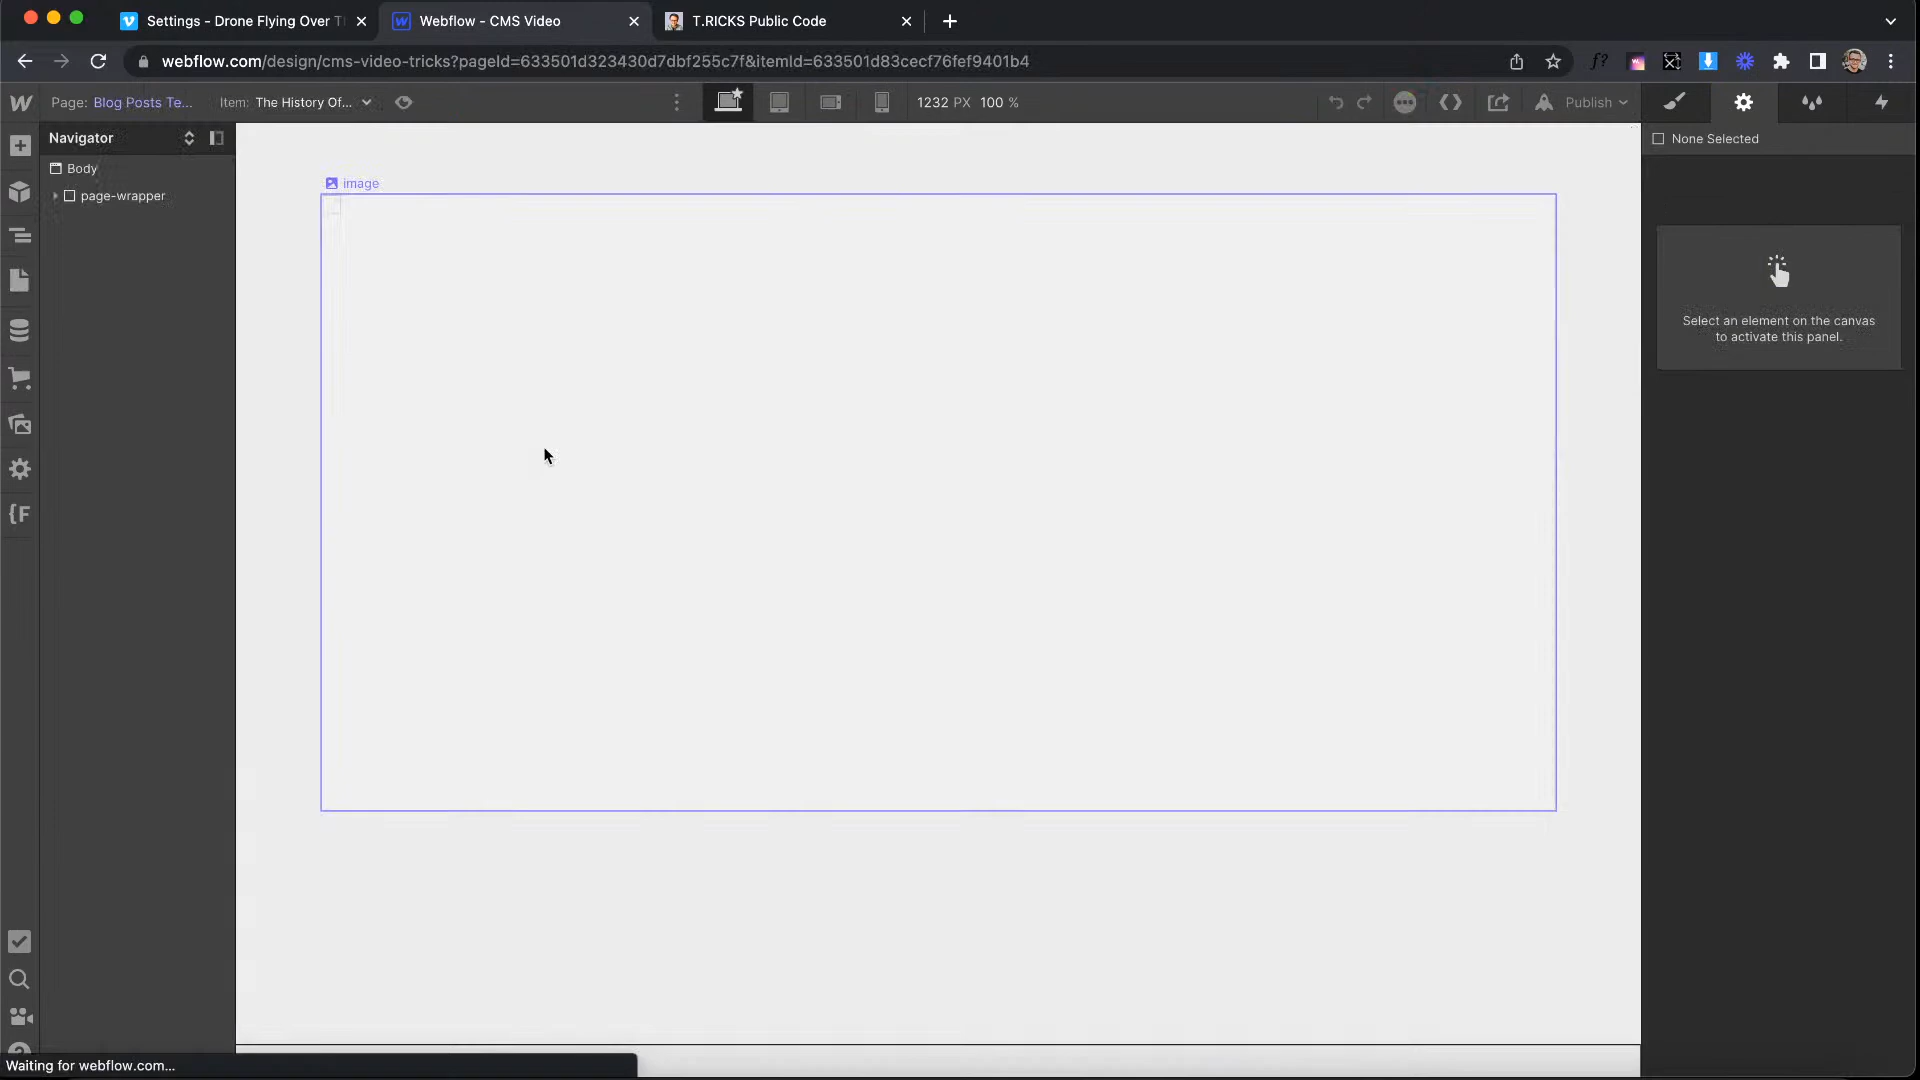 Settings - Drone Flying Over T
Webflow - CMS Video
T.RICKS Public Code
webflow.com/design/cms-video-tricks?pageId=633501d323430d7dbf255c7f&itemId=633501d83cecf76fef9401b4
f?
Page: Blog Posts Te...
Item: The History Of...
1232 PX 100 %
Publish
Navigator
None Selected
Body
page-wrapper
image
Select an element on the canvas
to activate this panel.
{F
Waiting for webflow.com...